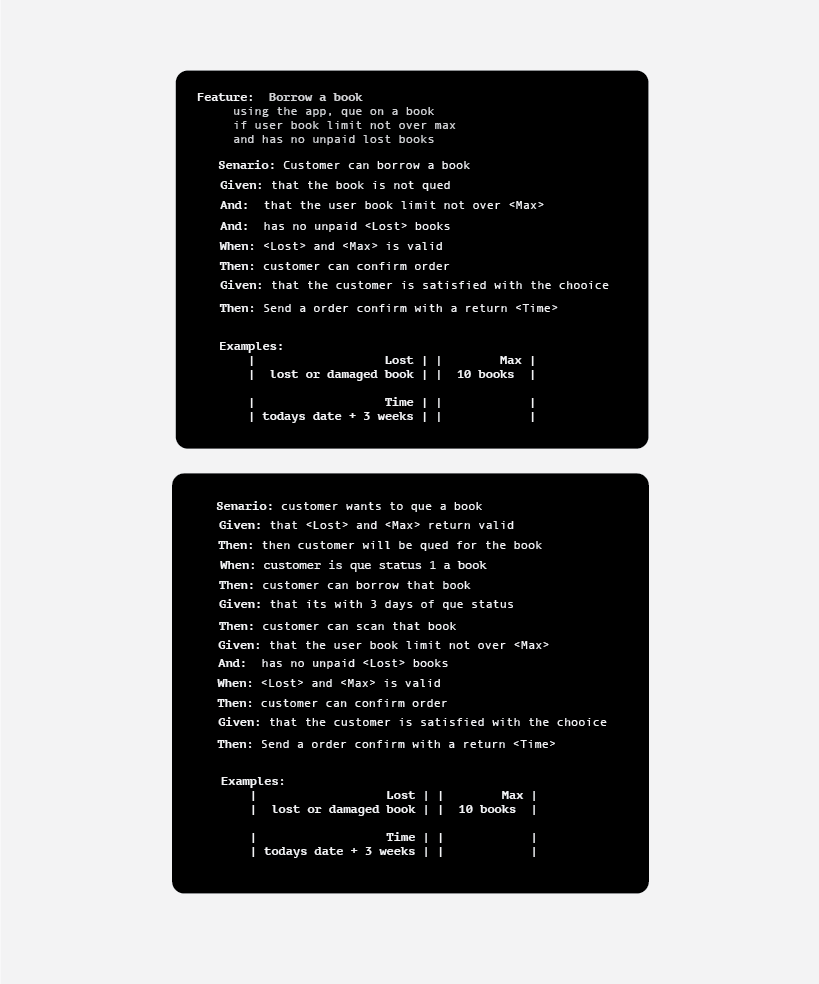 Feature:  Borrow a book
using the app, que on a book
if user book limit not over max
and has no unpaid lost books
Senario: Customer can borrow a book
Given: that the book is not qued
And:  that the user book limit not over <Max>
And:  has no unpaid <Lost> books
When: <Lost> and <Max> is valid
Then: customer can confirm order
Given: that the customer is satisfied with the chooice
Then: Send a order confirm with a return <Time>
Examples:
|                  Lost | |        Max |
|  lost or damaged book | |  10 books  |
|                  Time | |            |
| todays date + 3 weeks | |            |
Senario: customer wants to que a book
Given: that <Lost> and <Max> return valid
Then: then customer will be qued for the book
When: customer is que status 1 a book
Then: customer can borrow that book
Given: that its with 3 days of que status
Then: customer can scan that book
Given: that the user book limit not over <Max>
And:  has no unpaid <Lost> books
When: <Lost> and <Max> is valid
Then: customer can confirm order
Given: that the customer is satisfied with the chooice
Then: Send a order confirm with a return <Time>
Examples:
|                  Lost | |        Max |
|  lost or damaged book | |  10 books  |
|                  Time | |            |
| todays date + 3 weeks | |            |